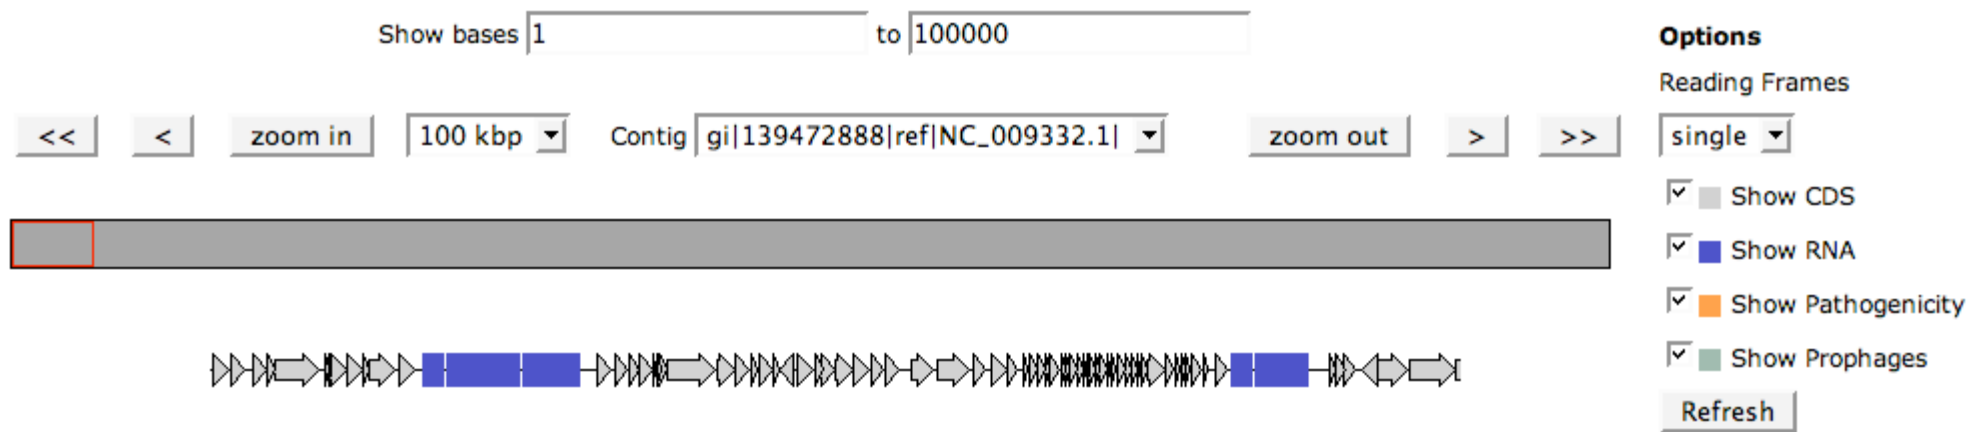 Show bases 1 to 100000
Options
Reading Frames
<< < zoom in 100 kbp Contig gi|139472888|ref|NC_009332.1| zoom out > >> single
Show CDS
Show RNA
Show Pathogenicity
Show Prophages
Refresh